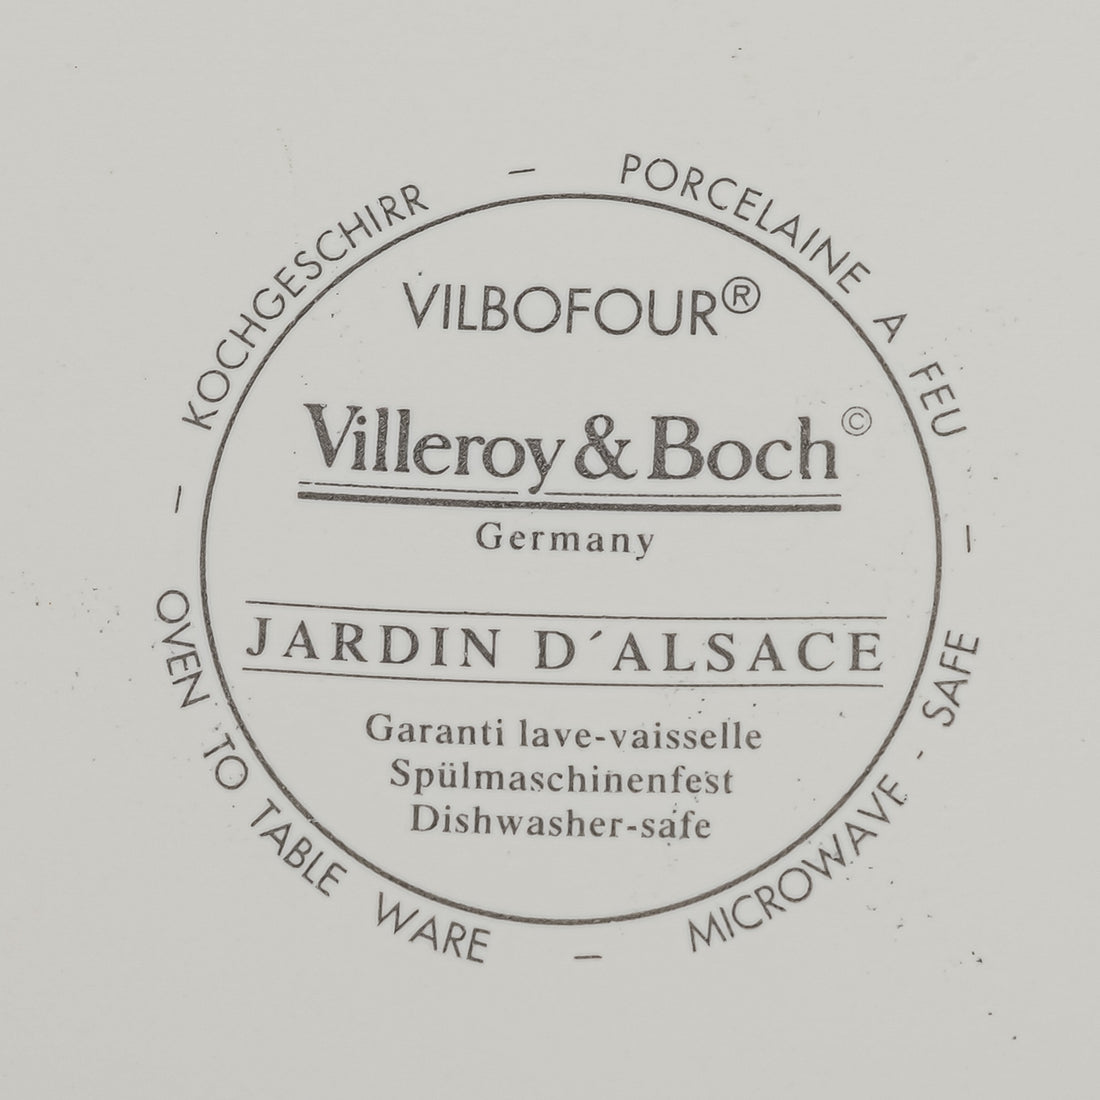 KOCHGESCHIRR – PORCELAINE A FEU –
VILBOFOUR®
Villeroy & Boch©
Germany
JARDIN D´ALSACE
Garanti lave-vaisselle
Spülmaschinenfest
Dishwasher-safe
– OVEN TO TABLE WARE – MICROWAVE - SAFE